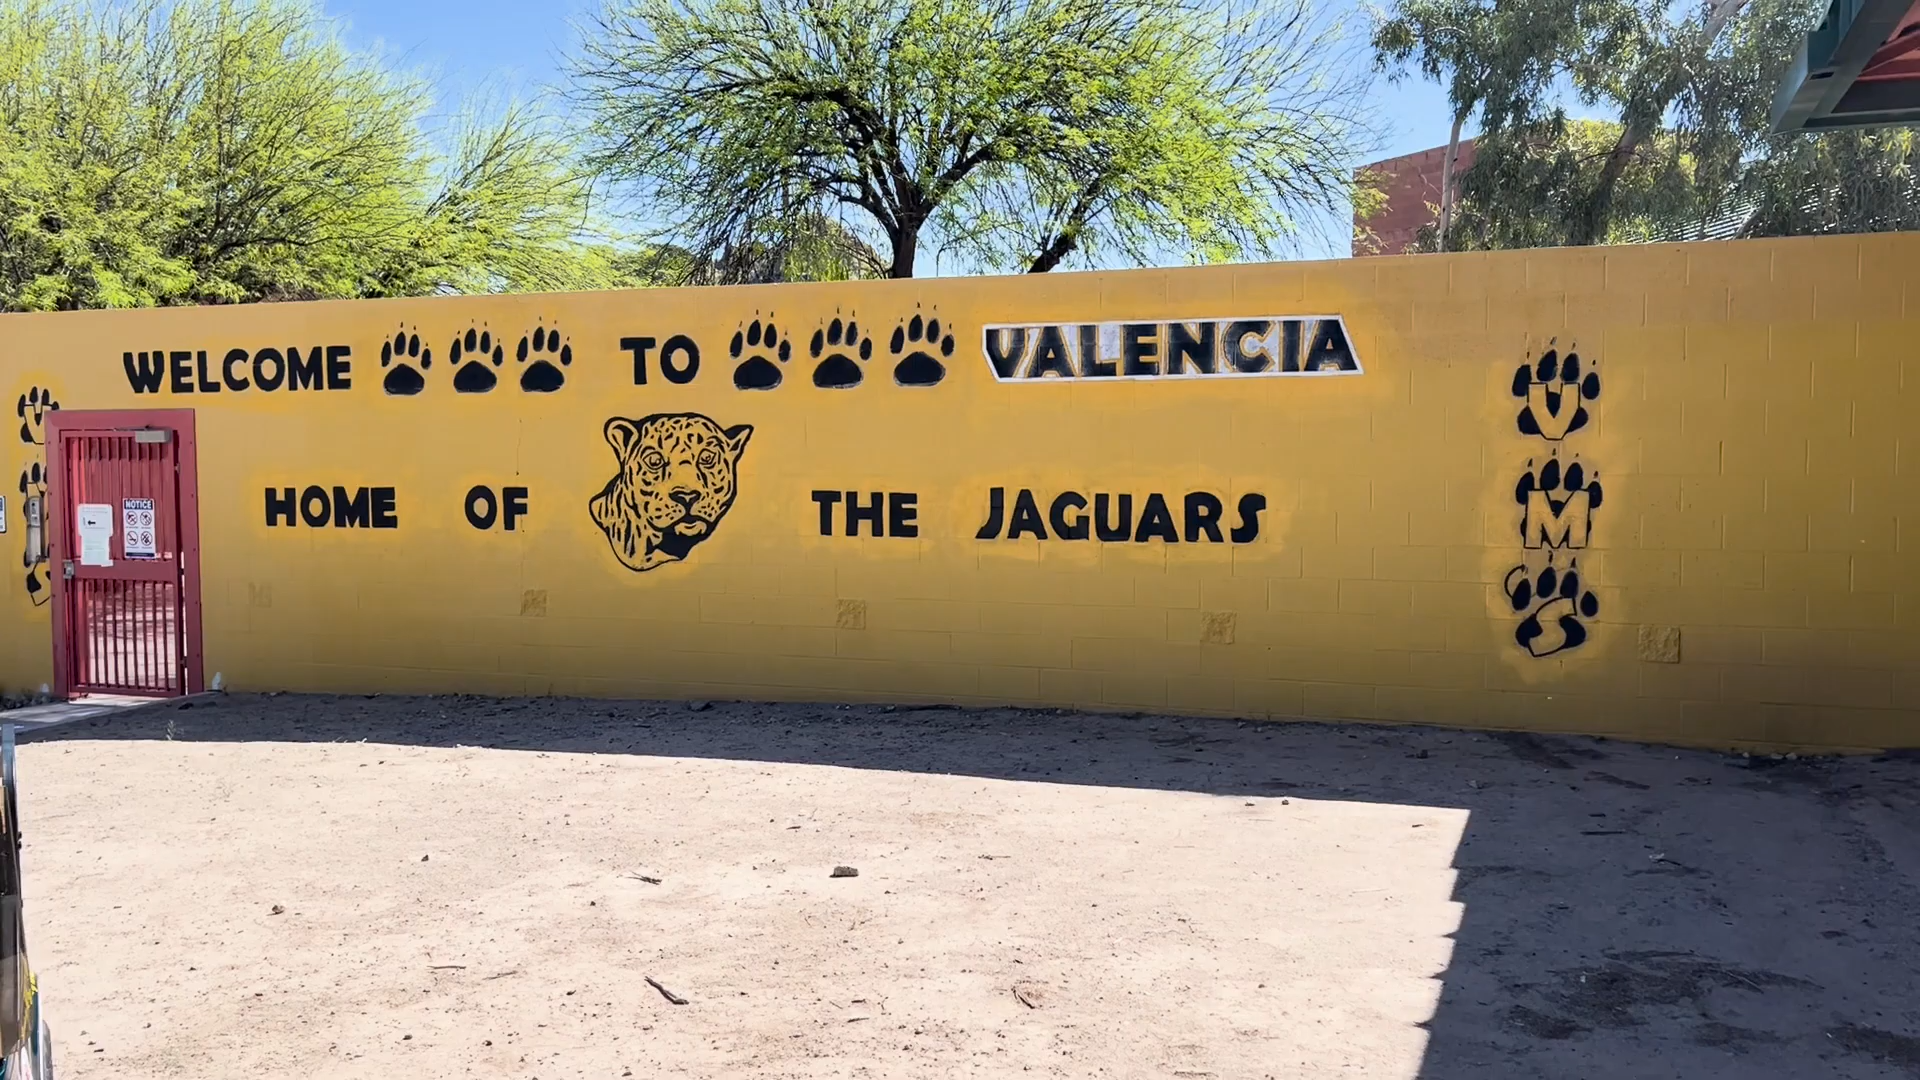 WELCOME TO VALENCIA
HOME OF THE JAGUARS
V
M
S
NOTICE